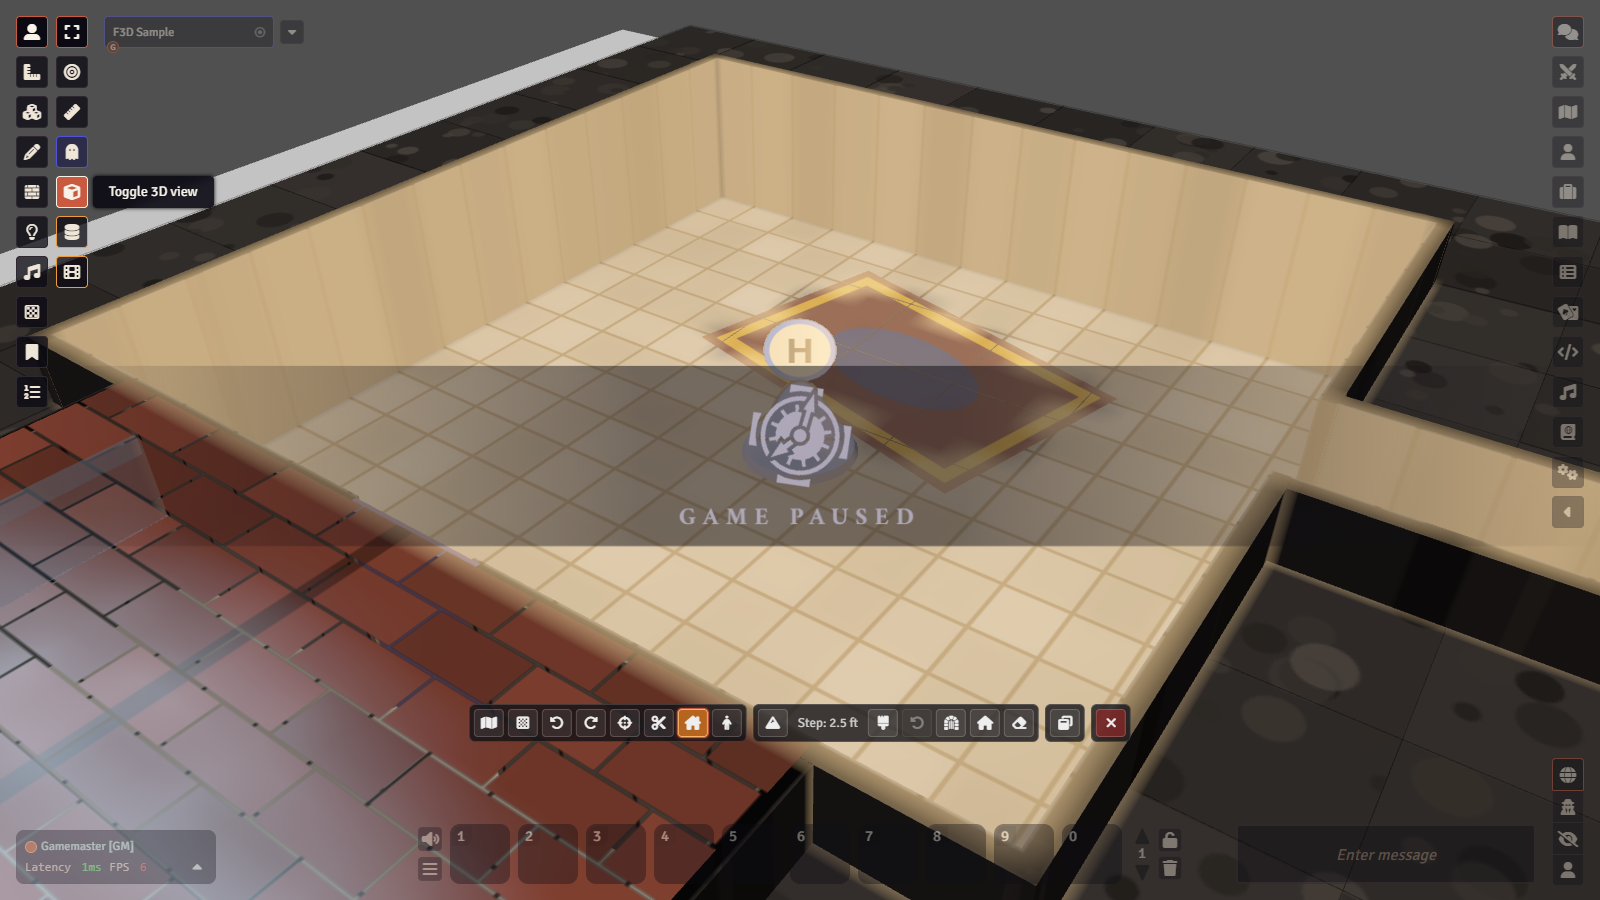 F3D Sample
G
Toggle 3D view
H
GAME PAUSED
Step: 2.5 ft
Gamemaster [GM]
Latency 1ms FPS 6
1 2 3 4 5 6 7 8 9 0
1
Enter message